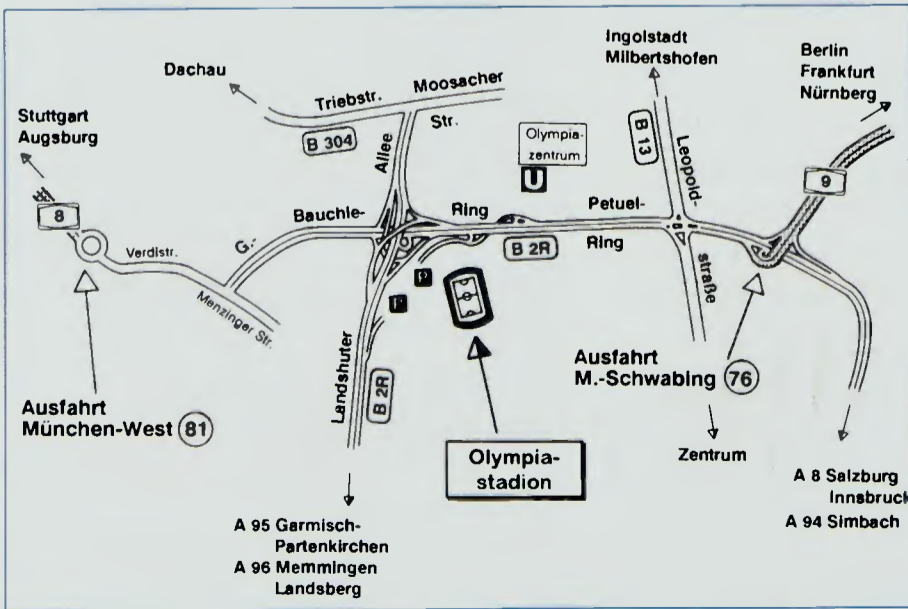 Dachau
Triebstr.
Moosacher
Str.
B 304
Allee
Ingolstadt
Milbertshofen
B 13
Leopold-
straße
Berlin
Frankfurt
Nürnberg
9
Stuttgart
Augsburg
8
Verdistr.
Menzinger Str.
G.-
Bauchle-
Ring
Olympia-
zentrum
U
Petuel-
Ring
B 2R
P
P
Landshuter
B 2R
Ausfahrt
München-West 81
Olympia-
stadion
Ausfahrt
M.-Schwabing 76
Zentrum
A 8 Salzburg
Innsbruck
A 94 Simbach
A 95 Garmisch-
Partenkirchen
A 96 Memmingen
Landsberg